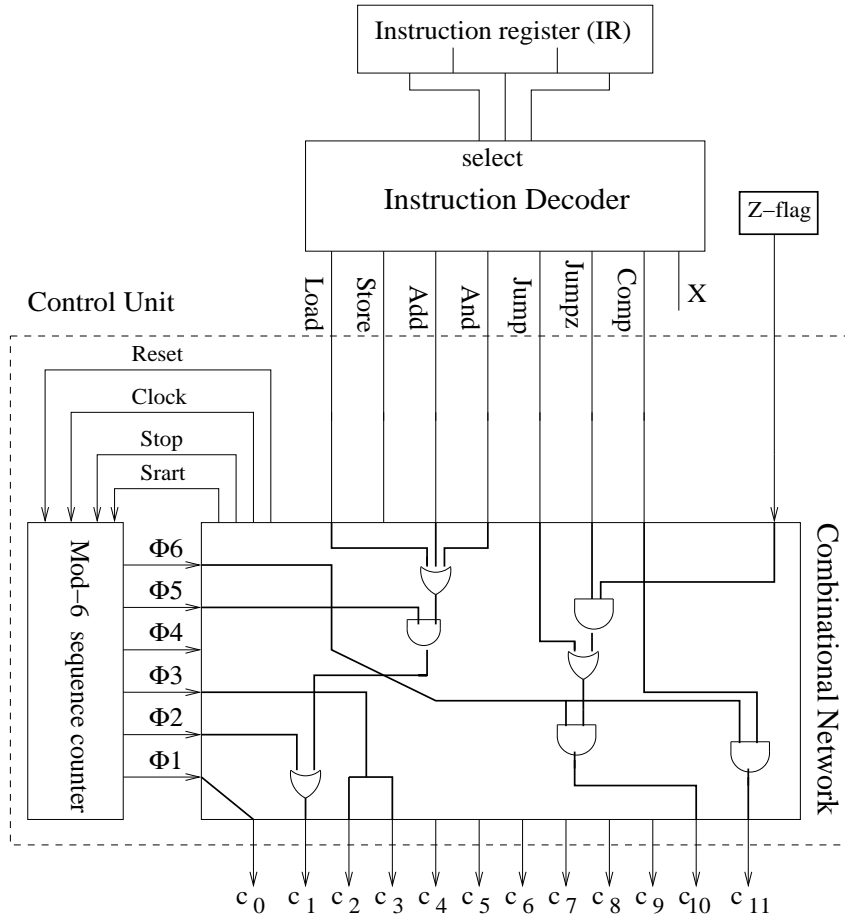 Instruction register (IR)
select
Instruction Decoder
Z−flag
Load
Store
Add
And
Jump
Jumpz
Comp
X
Control Unit
Reset
Clock
Stop
Srart
Mod−6 sequence counter
Φ6
Φ5
Φ4
Φ3
Φ2
Φ1
Combinational Network
c0 c1 c2 c3 c4 c5 c6 c7 c8 c9 c10 c11